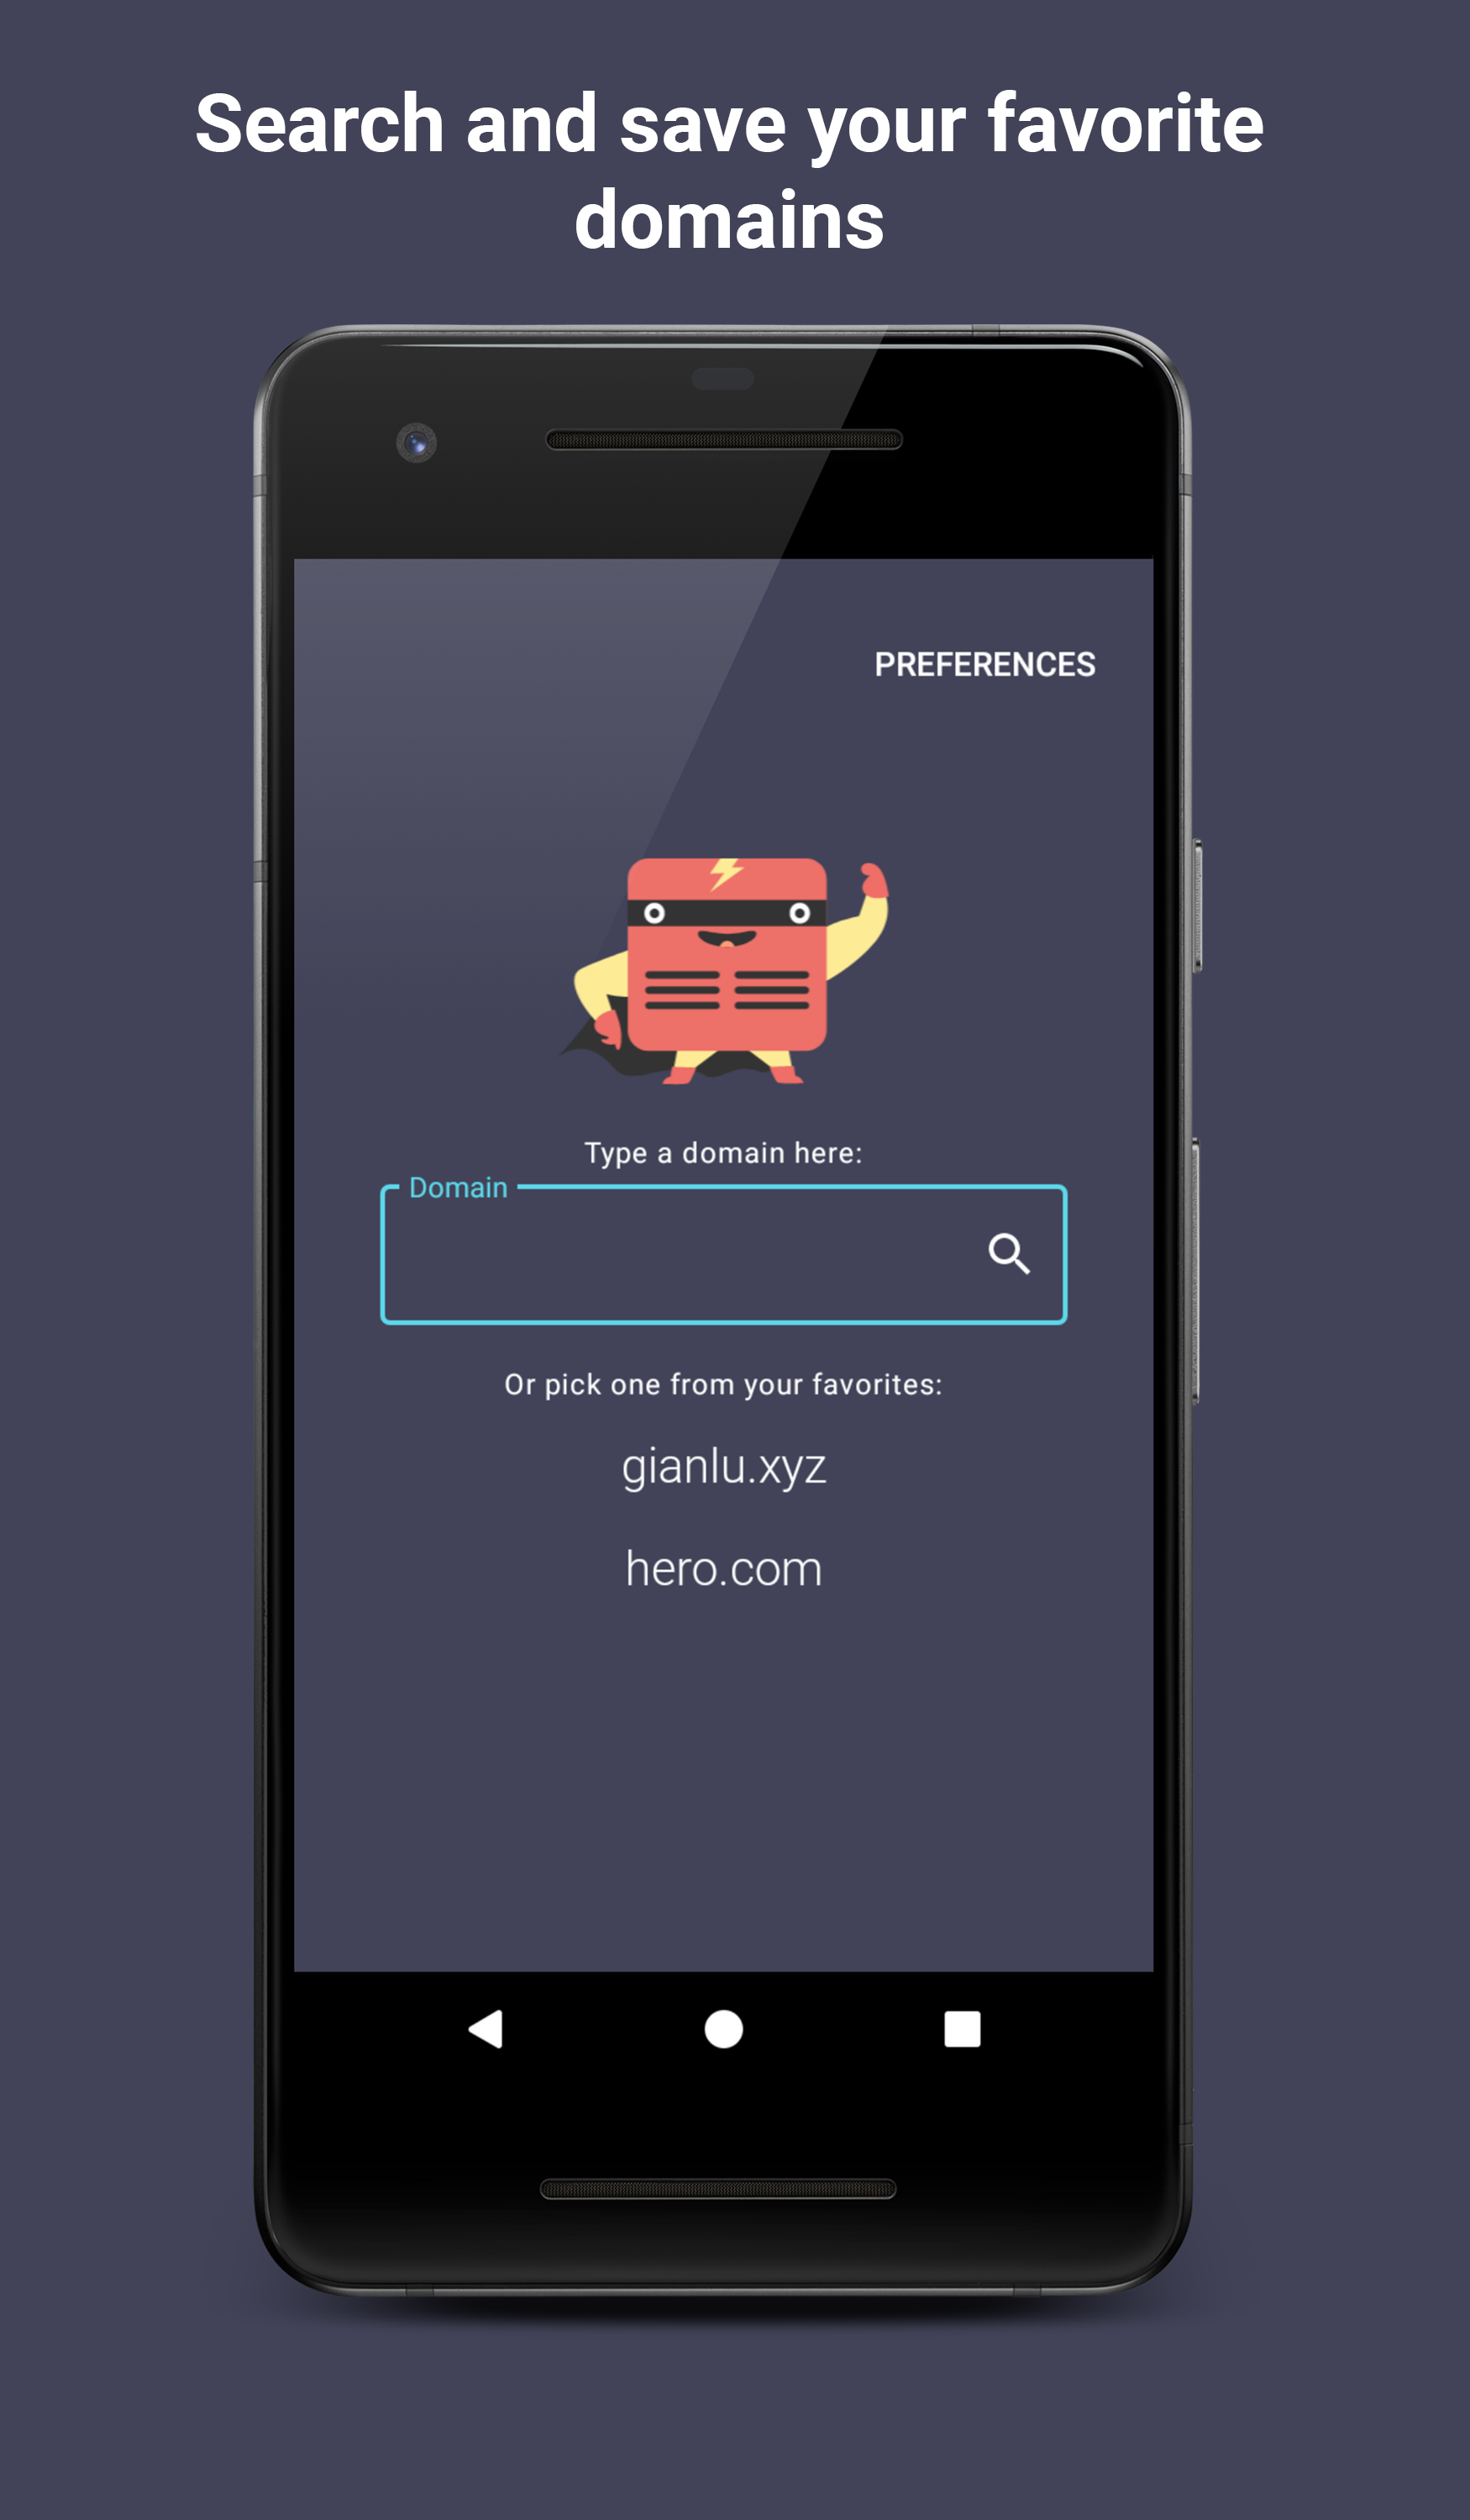 Search and save your favorite
domains
PREFERENCES
Type a domain here:
Domain
Or pick one from your favorites:
gianlu.xyz
hero.com